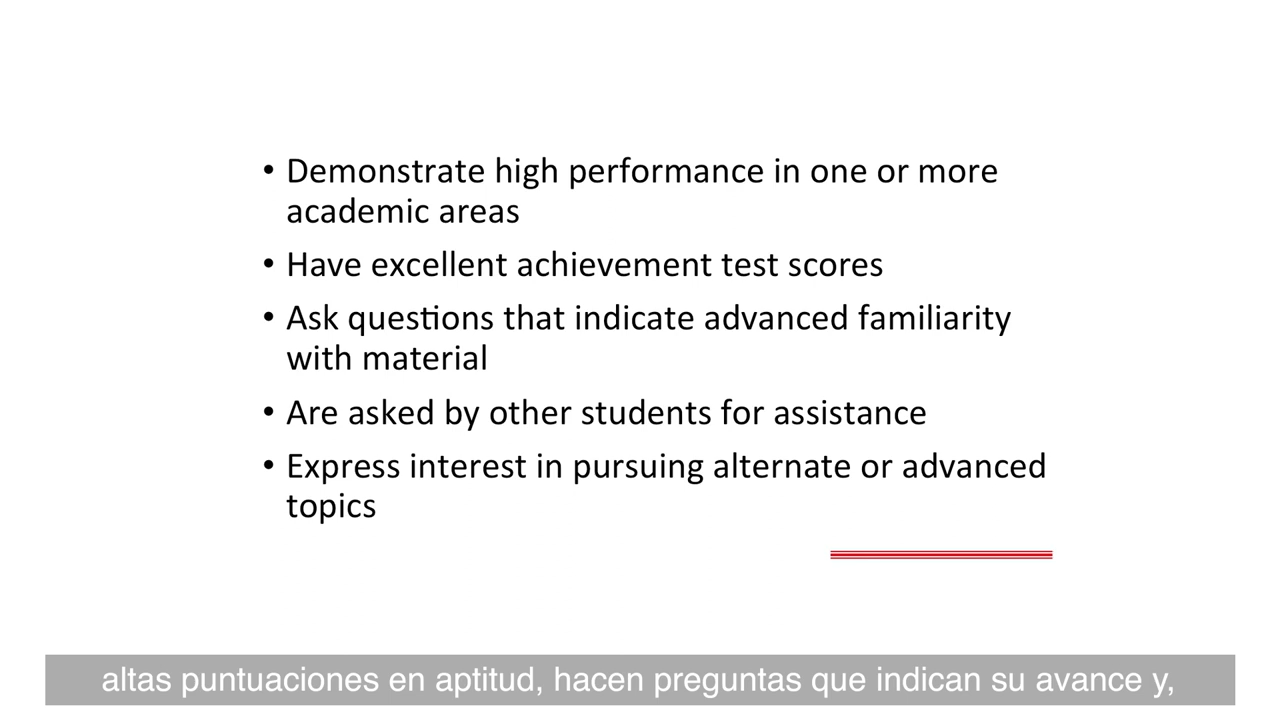 • Demonstrate high performance in one or more
academic areas
• Have excellent achievement test scores
• Ask questions that indicate advanced familiarity
with material
• Are asked by other students for assistance
• Express interest in pursuing alternate or advanced
topics
altas puntuaciones en aptitud, hacen preguntas que indican su avance y,